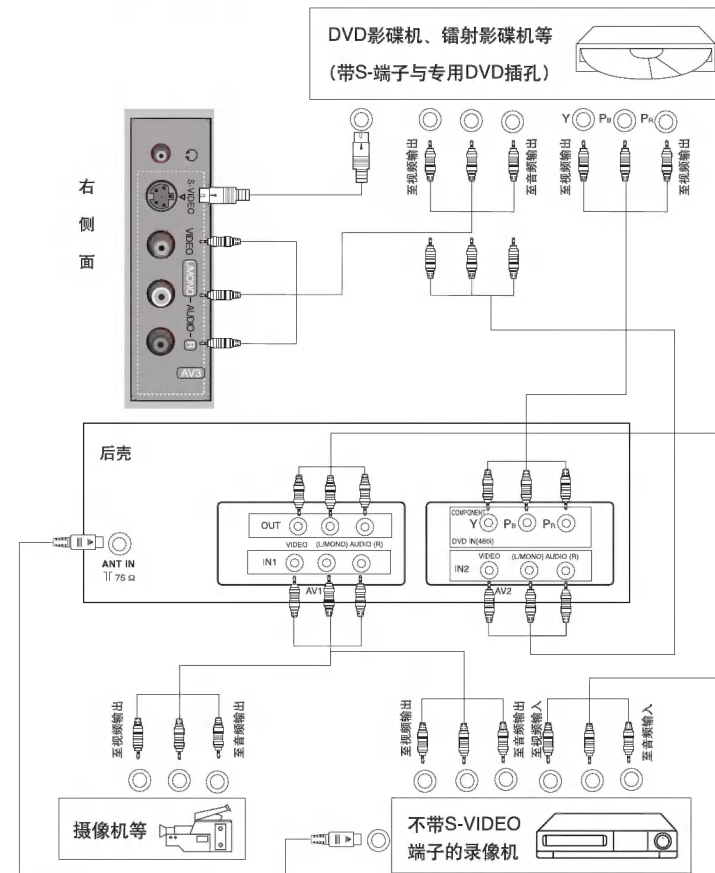 DVD影碟机、镭射影碟机等
(带S-端子与专用DVD插孔)
Y PB PR
至视频输出
至音频输出
至视频输出
右侧面
S-VIDEO
VIDEO
L/MONO - AUDIO - R
AV3
后壳
ANT IN
75 Ω
OUT
VIDEO (L/MONO) AUDIO (R)
IN1
AV1
COMPONENT
Y PB PR
DVD IN(480i)
VIDEO (L/MONO) AUDIO (R)
IN2
AV2
至视频输出
至音频输出
至视频输出
至音频输出
至视频输入
至音频输入
摄像机等
不带S-VIDEO
端子的录像机